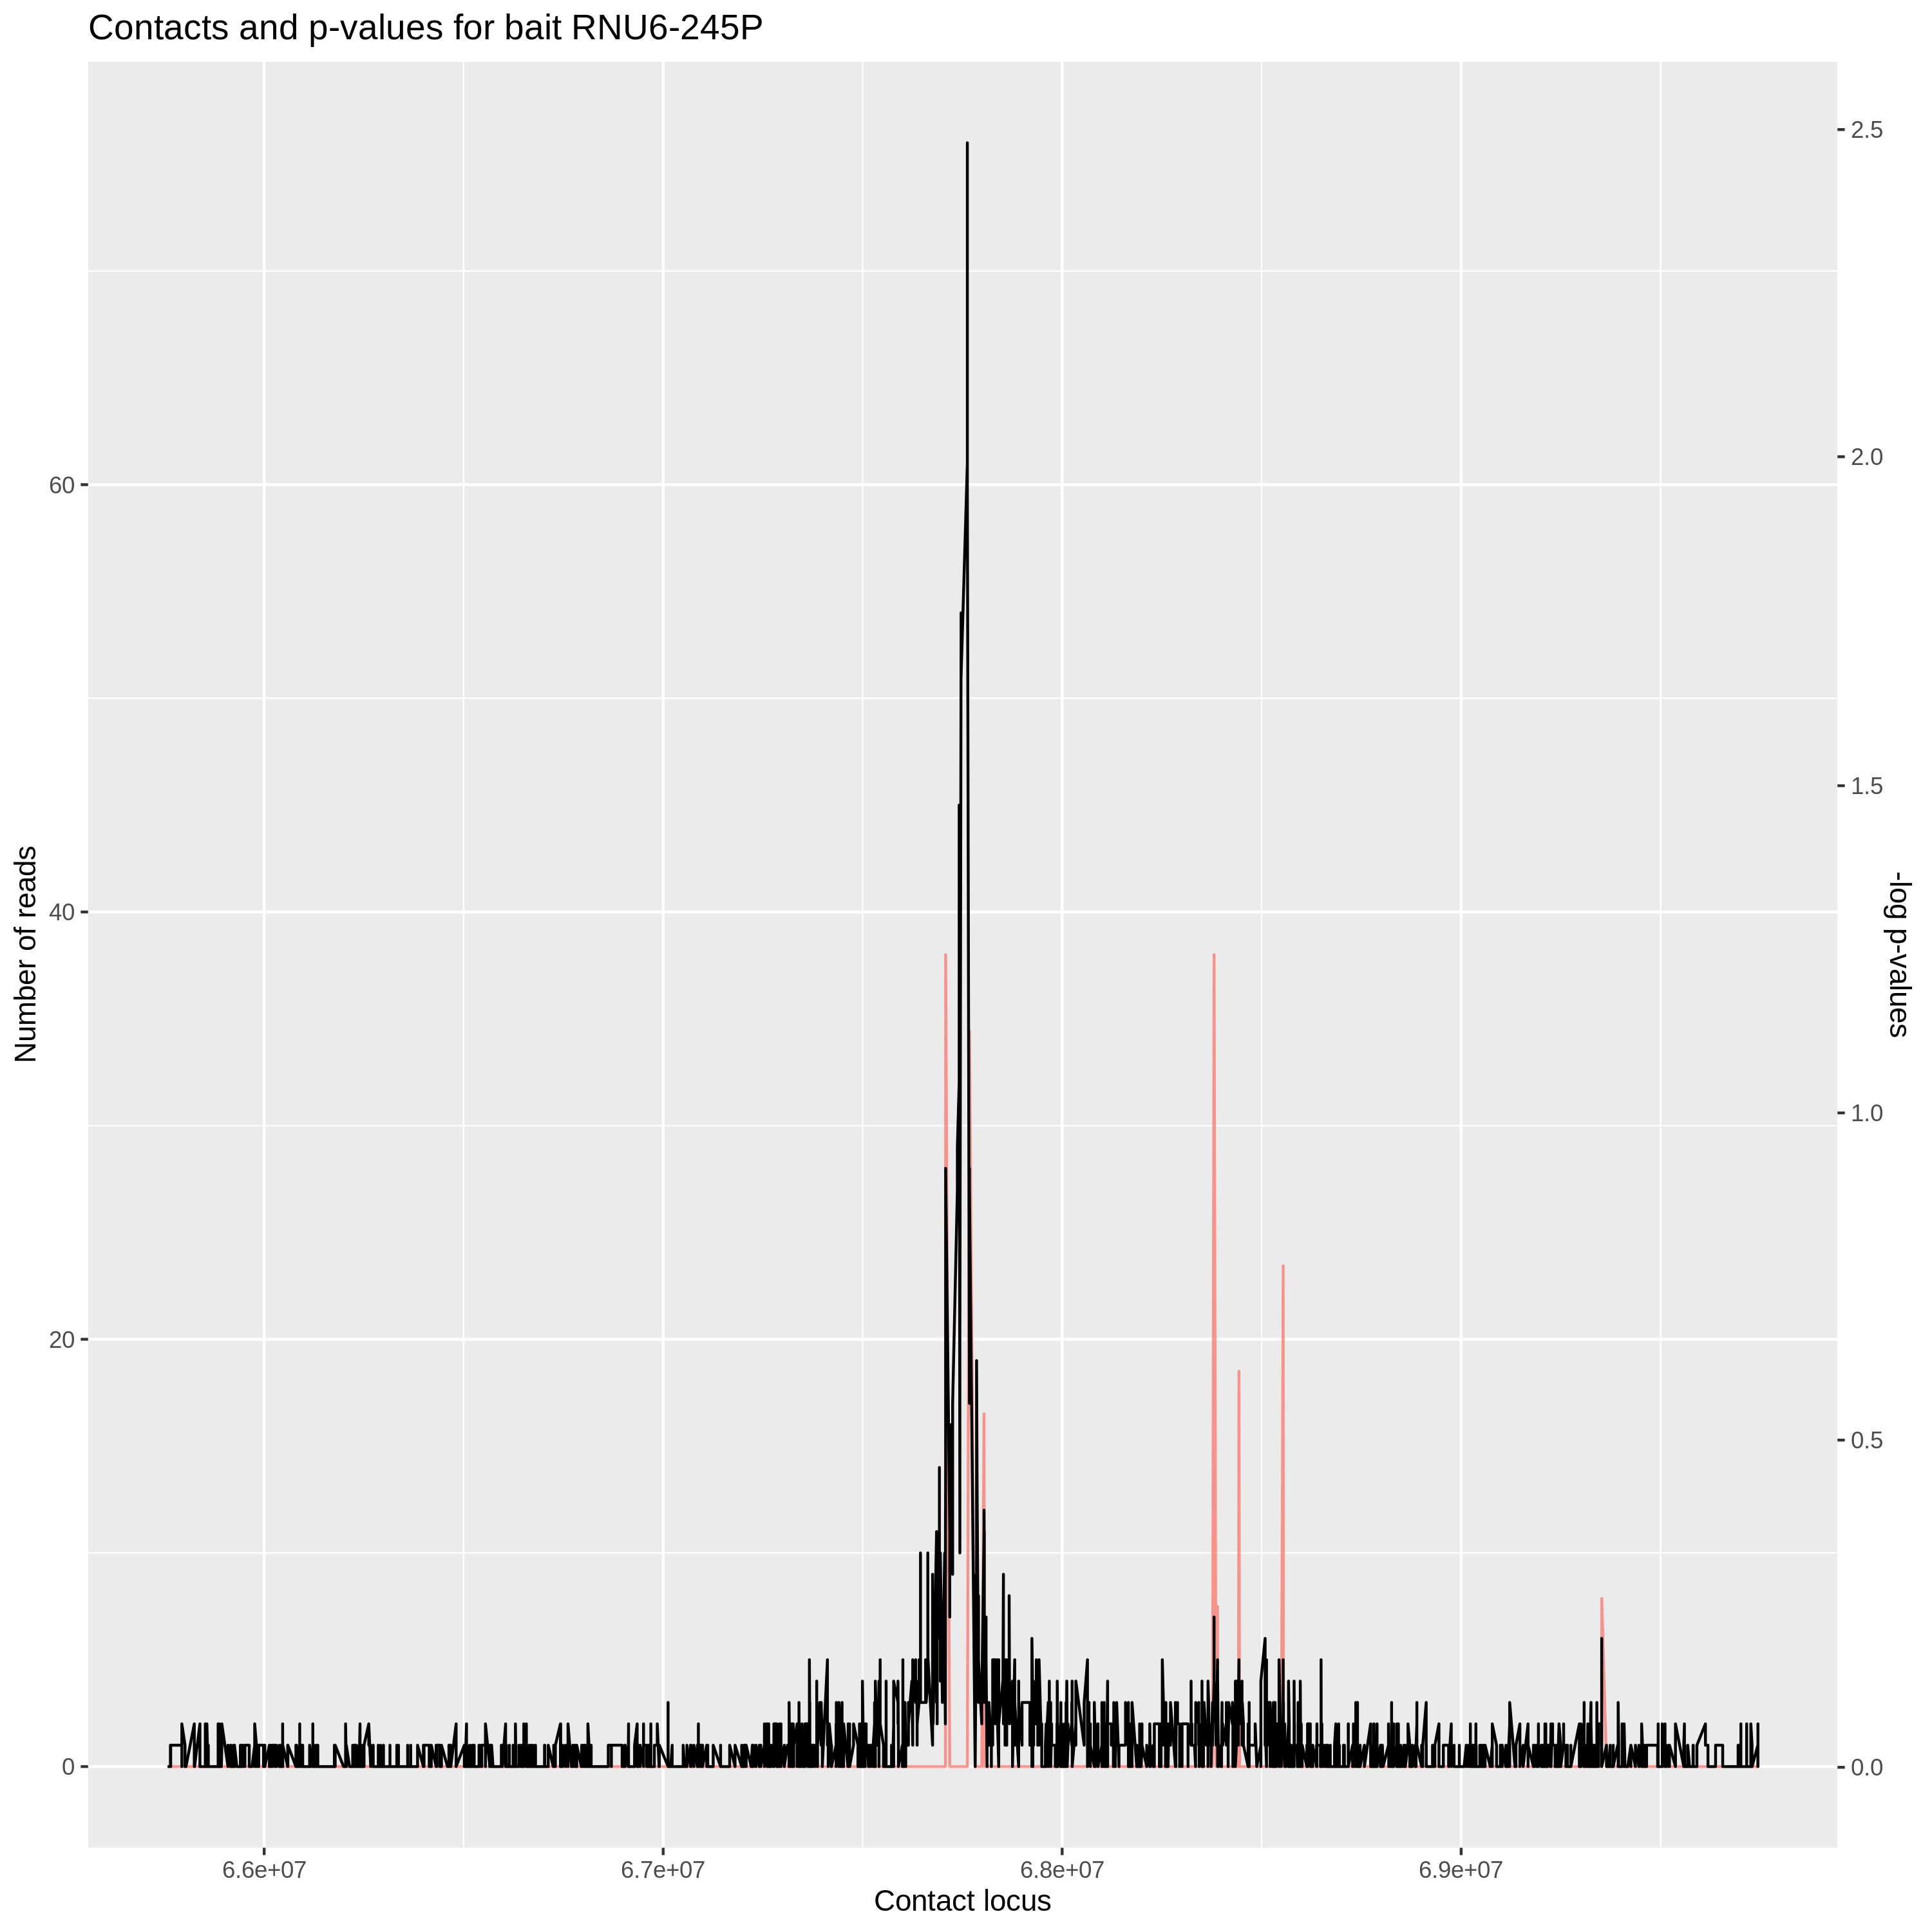 Contacts and p-values for bait RNU6-245P
Number of reads
60
40
20
0
2.5
2.0
1.5
1.0
0.5
0.0
-log p-values
6.6e+07
6.7e+07
6.8e+07
6.9e+07
Contact locus